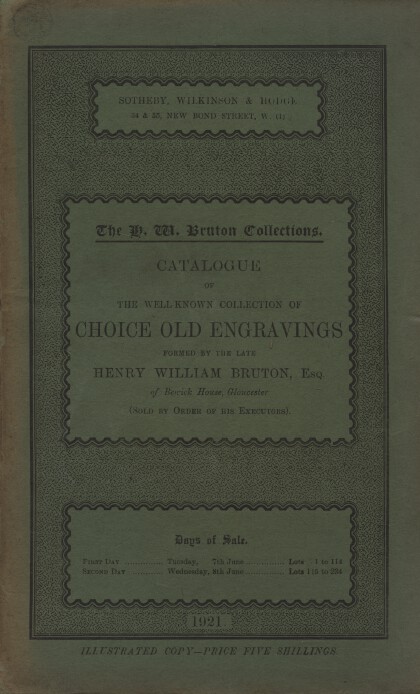 SOTHEBY, WILKINSON & HODGE
34 & 35, NEW BOND STREET, W. (1)
The H. W. Bruton Collections.
CATALOGUE
OF
THE WELL KNOWN COLLECTION OF
CHOICE OLD ENGRAVINGS
FORMED BY THE LATE
HENRY WILLIAM BRUTON, Esq.
of Bewick House, Gloucester
(SOLD BY ORDER OF HIS EXECUTORS).
Days of Sale.
FIRST DAY ............ Tuesday, 7th June ............ Lots 1 to 114
SECOND DAY ............ Wednesday, 8th June ............ Lots 115 to
1921
ILLUSTRATED COPY—PRICE FIVE SHILLINGS